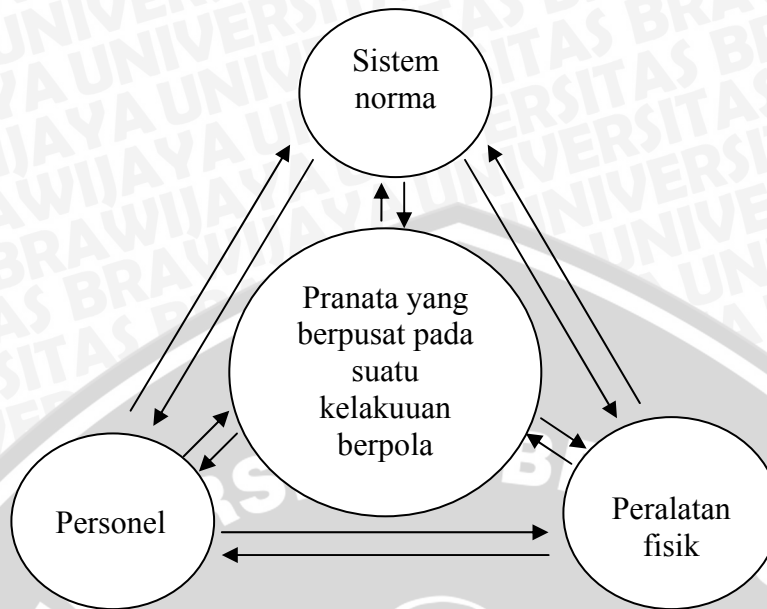 Sistem
norma
Pranata yang
berpusat pada
suatu
kelakuuan
berpola
Personel
Peralatan
fisik